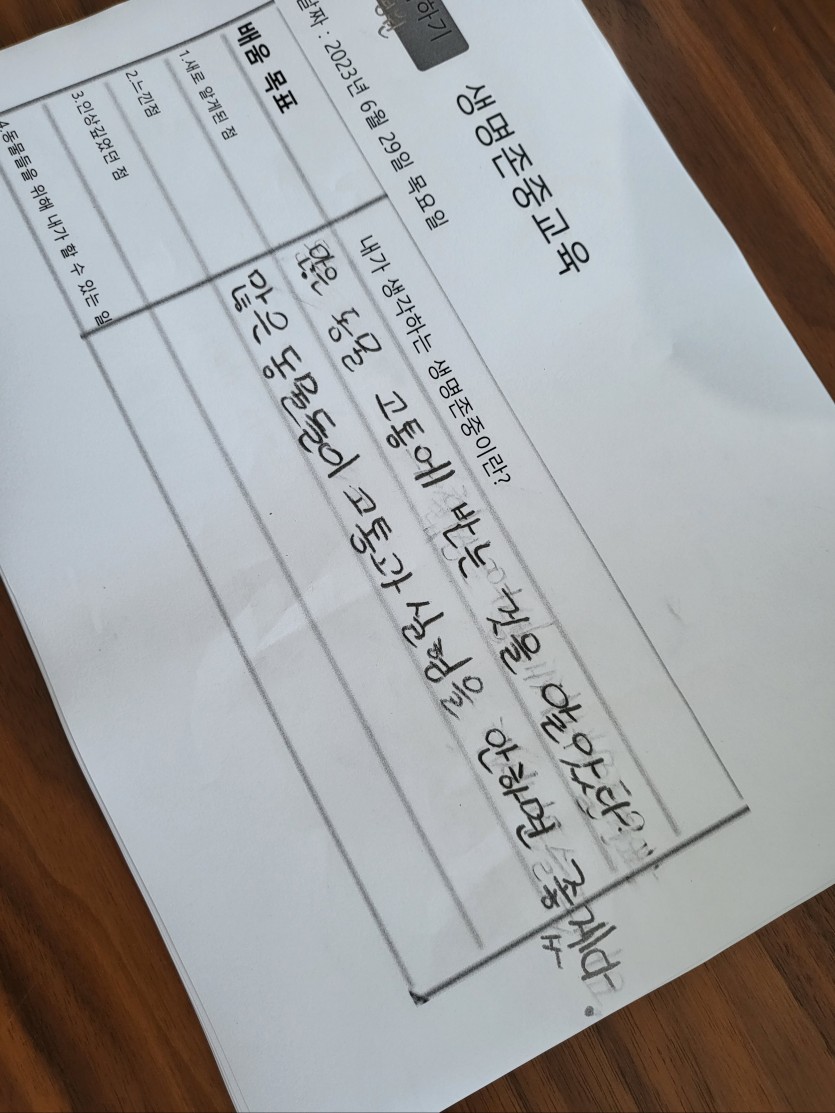 하기
생명존중교육
날짜 : 2023년 6월 29일 목요일
배움 목표
내가 생각하는 생명존중이란?
1.새로 알게된 점
많은 동물 고통에 받는 것을 알았다.
2.느낀점
많은 동물들이 고통과 실험을 안하면 좋겠
다.
3.인상깊었던 점
4.동물들을 위해 내가 할 수 있는 일